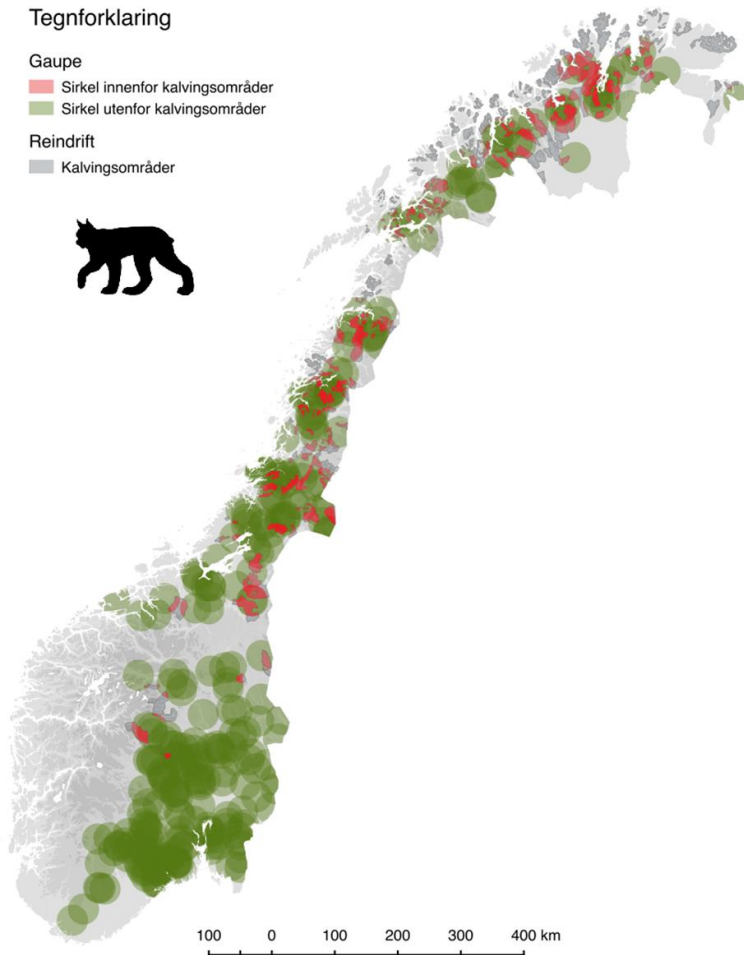 Tegnforklaring
Gaupe
Sirkel innenfor kalvingsområder
Sirkel utenfor kalvingsområder
Reindrift
Kalvingsområder
100 0 100 200 300 400 km